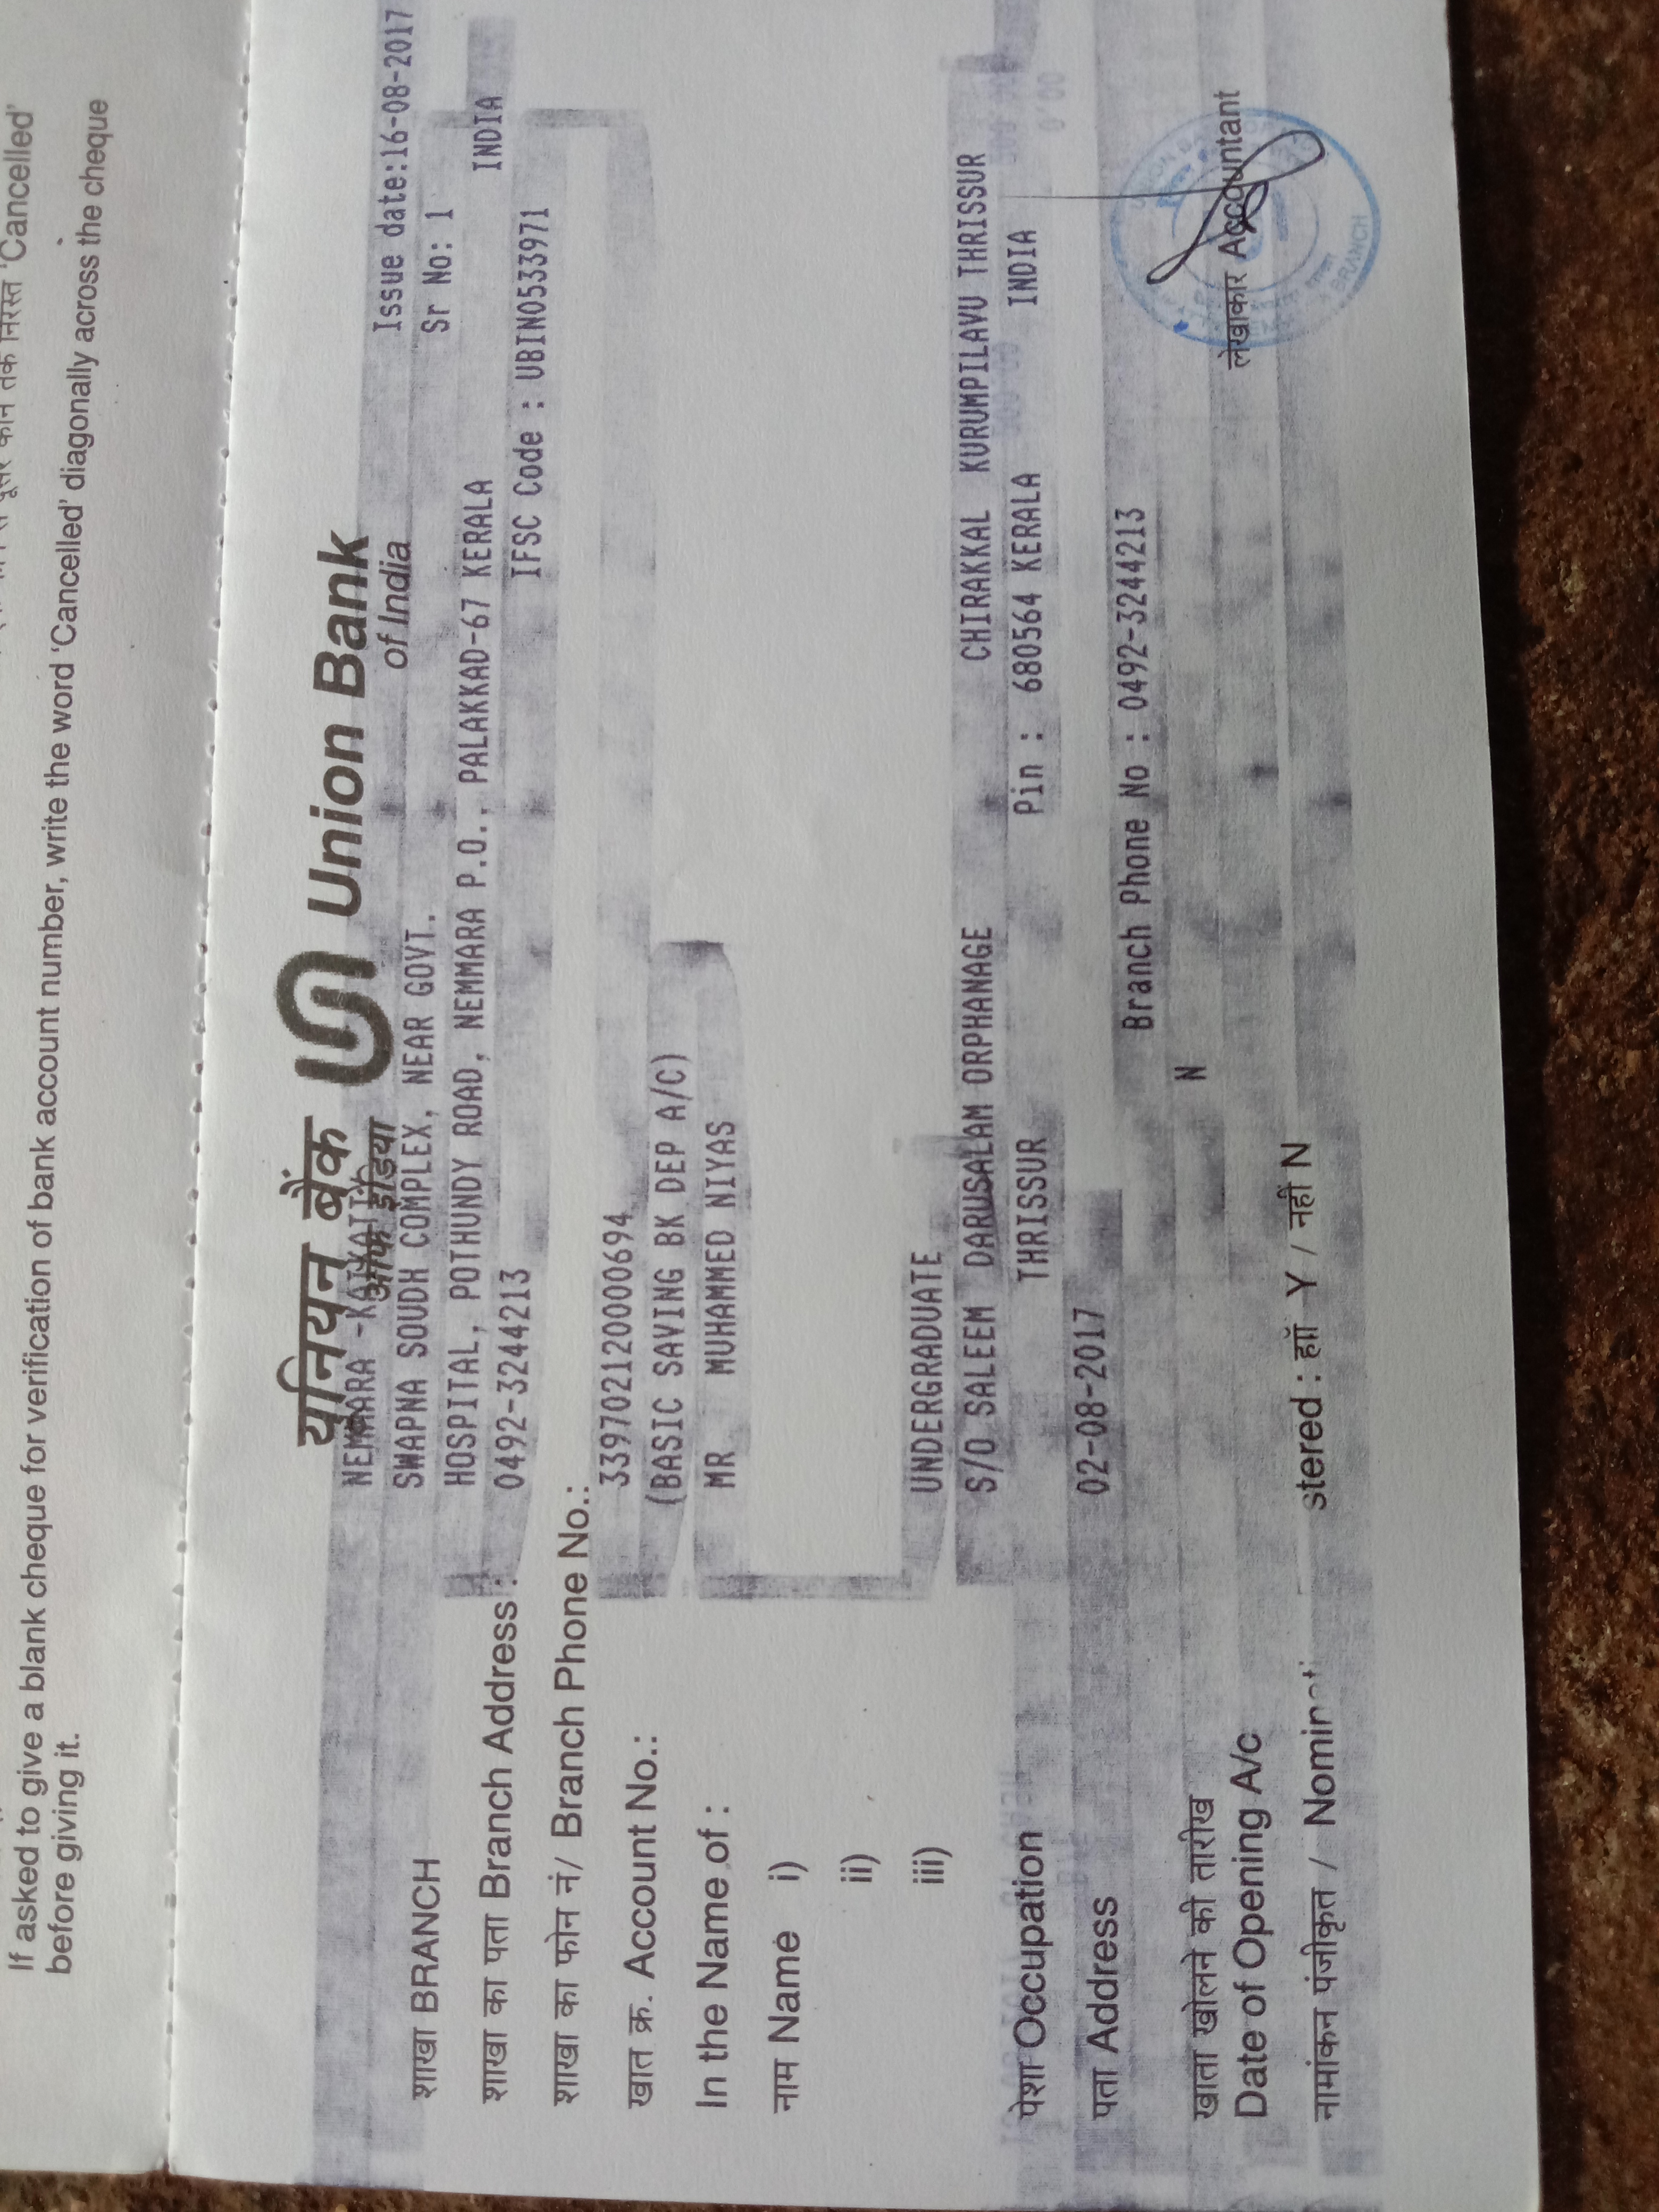 दूसरे कोने तक निरस्त 'Cancelled'
If asked to give a blank cheque for verification of bank account number, write the word 'Cancelled' diagonally across the cheque
before giving it.
यूनियन बैंक Union Bank
ऑफ इंडिया of India
Issue date:16-08-2017
शाखा BRANCH NEMMARA
SWAPNA SOUDH COMPLEX, NEAR GOVT. Sr No: 1
शाखा का पता Branch Address : HOSPITAL, POTHUNDY ROAD, NEMMARA P.O., PALAKKAD-67 KERALA INDIA
शाखा का फोन नं/ Branch Phone No.: 0492-3244213 IFSC Code : UBIN0533971
खात क्र. Account No.: 339702120000694
In the Name of : (BASIC SAVING BK DEP A/C)
नाम Name i) MR MUHAMMED NIYAS
ii)
iii)
पेशा Occupation UNDERGRADUATE
पता Address S/O SALEEM DARUSALAM ORPHANAGE CHIRAKKAL KURUMPILAVU THRISSUR
THRISSUR Pin : 680564 KERALA INDIA
खाता खोलने की तारीख
Date of Opening A/c 02-08-2017
Branch Phone No : 0492-3244213
N
नामांकन पंजीकृत / stered : हाँ Y / नहीं N
लेखाकार Accountant
BRANCH